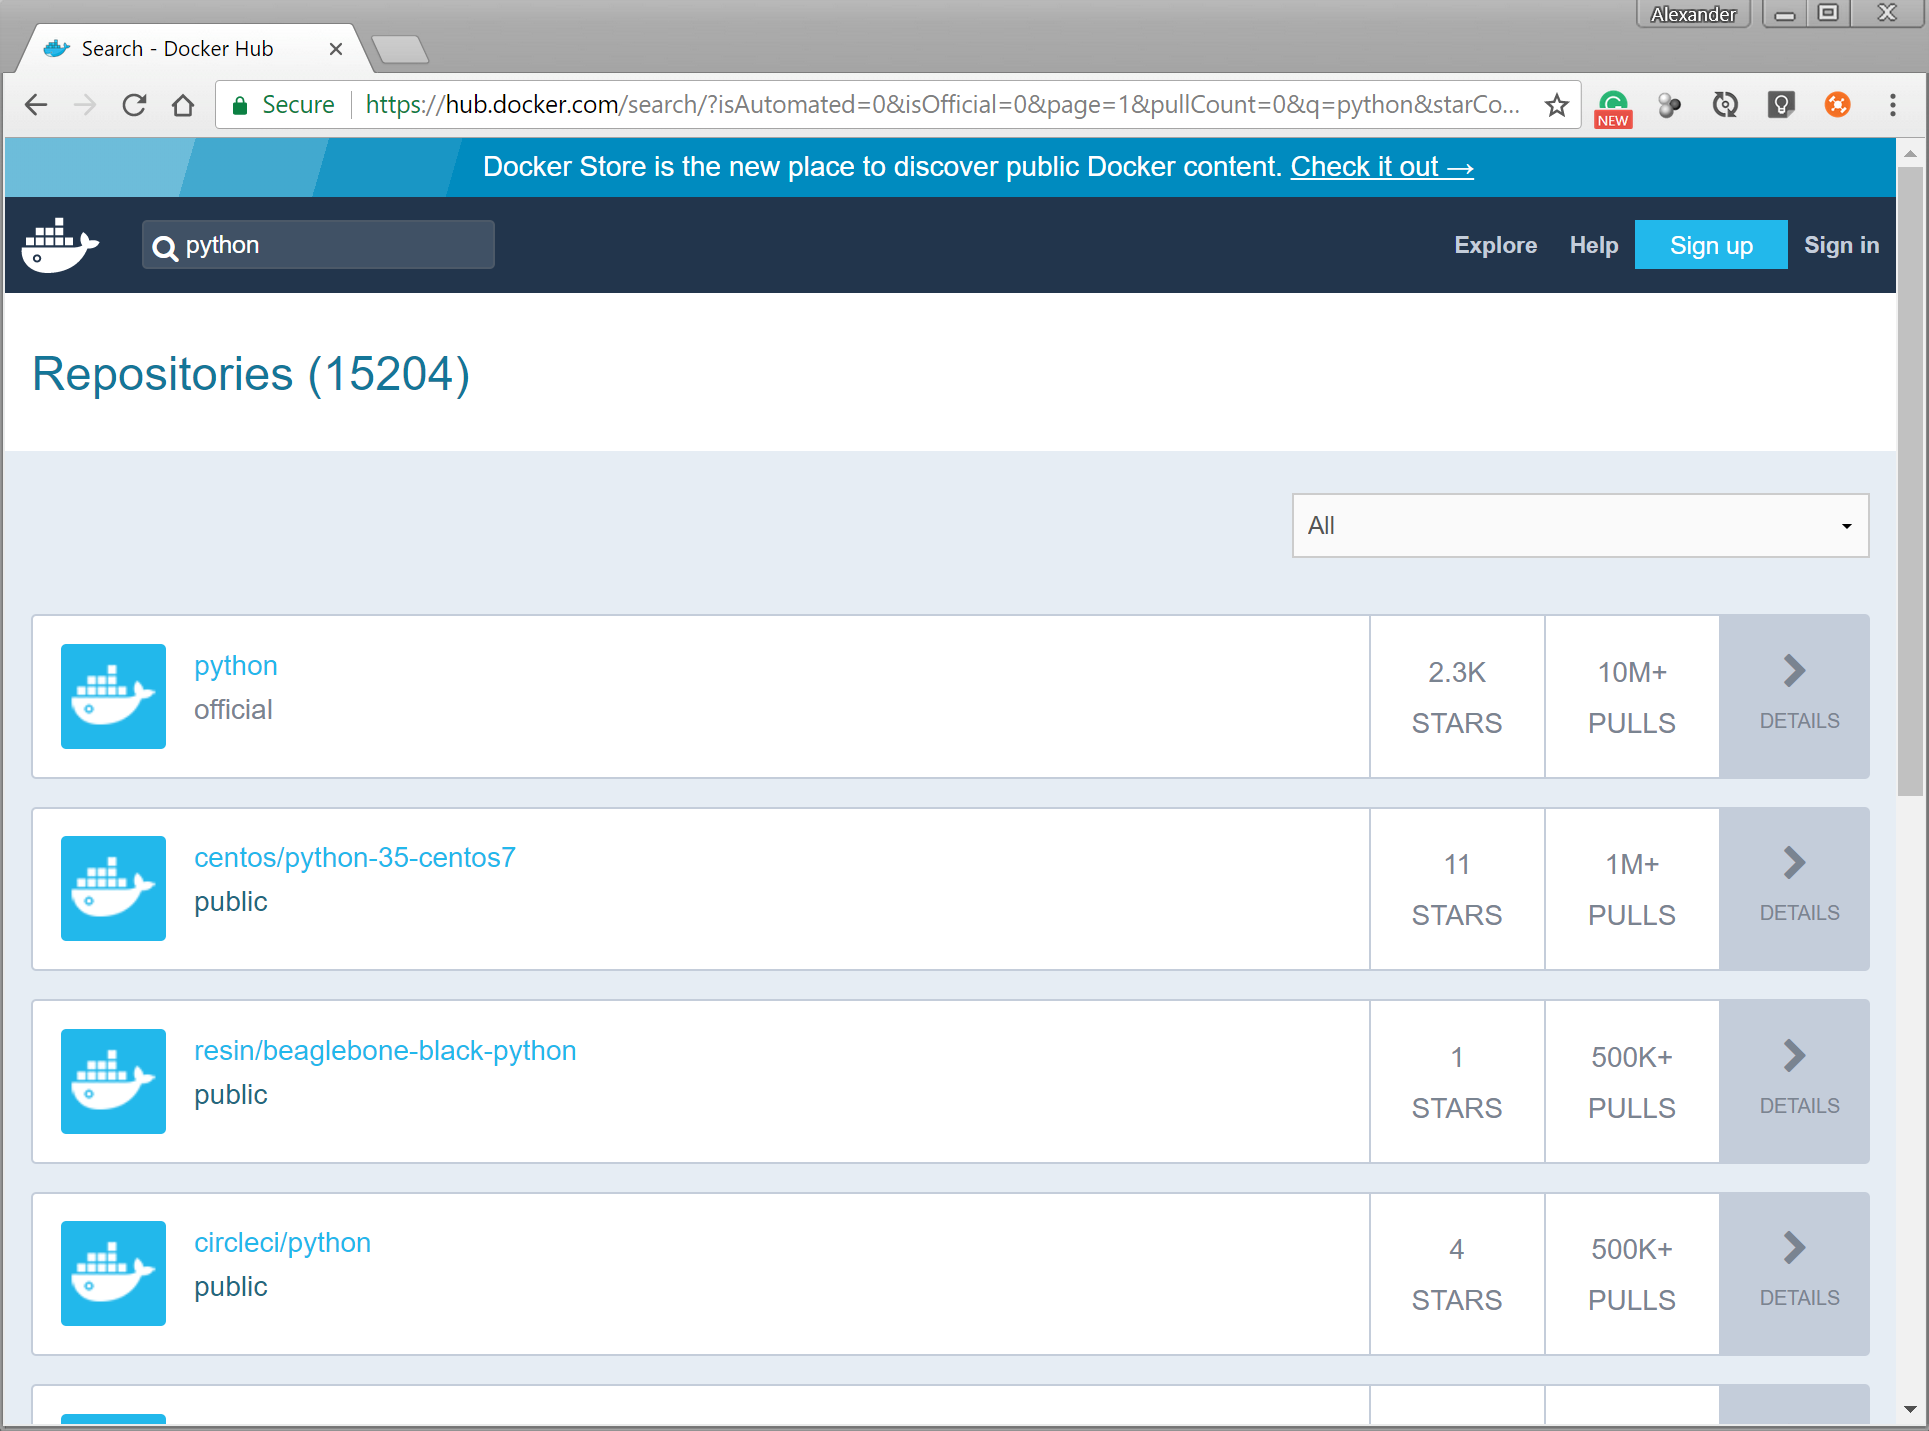 Alexander
Search - Docker Hub
Secure
https://hub.docker.com/search/?isAutomated=0&isOfficial=0&page=1&pullCount=0&q=python&starCo...
NEW
Docker Store is the new place to discover public Docker content. Check it out →
python
Explore
Help
Sign up
Sign in
Repositories (15204)
All
python
official
2.3K
STARS
10M+
PULLS
DETAILS
centos/python-35-centos7
public
11
STARS
1M+
PULLS
DETAILS
resin/beaglebone-black-python
public
1
STARS
500K+
PULLS
DETAILS
circleci/python
public
4
STARS
500K+
PULLS
DETAILS